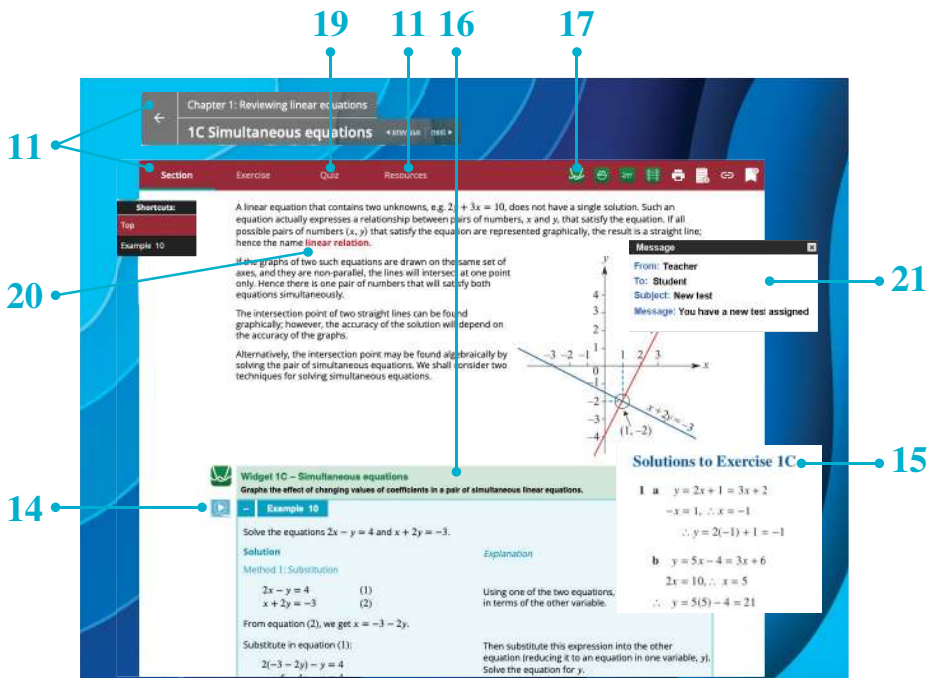 19 11 16 17
Chapter 1: Reviewing linear equations
1C Simultaneous equations ◂ previous next ▸
11
Section Exercise Quiz Resources
Shortcuts:
Top
Example 10
A linear equation that contains two unknowns, e.g. 2y + 3x = 10, does not have a single solution. Such an
equation actually expresses a relationship between pairs of numbers, x and y, that satisfy the equation. If all
possible pairs of numbers (x, y) that satisfy the equation are represented graphically, the result is a straight line;
hence the name linear relation.
20
If the graphs of two such equations are drawn on the same set of
axes, and they are non-parallel, the lines will intersect at one point
only. Hence there is one pair of numbers that will satisfy both
equations simultaneously.
The intersection point of two straight lines can be found
graphically; however, the accuracy of the solution will depend on
the accuracy of the graphs.
Alternatively, the intersection point may be found algebraically by
solving the pair of simultaneous equations. We shall consider two
techniques for solving simultaneous equations.
Message
From: Teacher
To: Student
Subject: New test
Message: You have a new test assigned
21
y
4
3
2
1
−3 −2 −1 1 2 3 x
0
−1
−2
−3
−4
x + 2y = −3
(1, −2)
Widget 1C – Simultaneous equations
Graphs the effect of changing values of coefficients in a pair of simultaneous linear equations.
14
– Example 10
Solve the equations 2x − y = 4 and x + 2y = −3.
Solution Explanation
Method 1: Substitution
2x − y = 4 (1) Using one of the two equations,
x + 2y = −3 (2) in terms of the other variable.
From equation (2), we get x = −3 − 2y.
Substitute in equation (1): Then substitute this expression into the other
equation (reducing it to an equation in one variable, y).
2(−3 − 2y) − y = 4 Solve the equation for y.
Solutions to Exercise 1C
15
1 a y = 2x + 1 = 3x + 2
−x = 1, ∴ x = −1
∴ y = 2(−1) + 1 = −1
b y = 5x − 4 = 3x + 6
2x = 10, ∴ x = 5
∴ y = 5(5) − 4 = 21